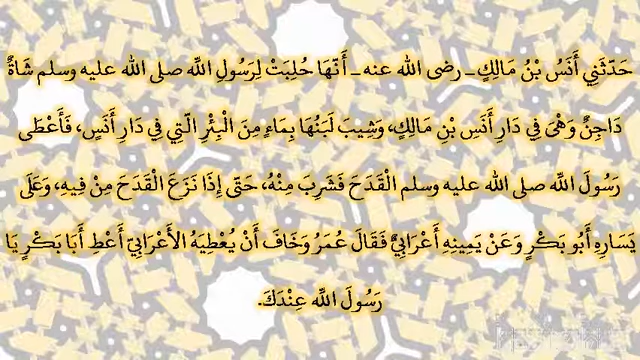 حَدَّثَنِي أَنَسُ بْنُ مَالِكٍ ـ رضى الله عنه ـ أَنَّهَا حُلِبَتْ لِرَسُولِ اللَّهِ صلى الله عليه وسلم شَاةٌ
دَاجِنٌ وَهْىَ فِي دَارِ أَنَسِ بْنِ مَالِكٍ، وَشِيبَ لَبَنُهَا بِمَاءٍ مِنَ الْبِئْرِ الَّتِي فِي دَارِ أَنَسٍ، فَأَعْطَى
رَسُولَ اللَّهِ صلى الله عليه وسلم الْقَدَحَ فَشَرِبَ مِنْهُ، حَتَّى إِذَا نَزَعَ الْقَدَحَ مِنْ فِيهِ، وَعَلَى
يَسَارِهِ أَبُو بَكْرٍ وَعَنْ يَمِينِهِ أَعْرَابِيٌّ فَقَالَ عُمَرُ وَخَافَ أَنْ يُعْطِيَهُ الأَعْرَابِيَّ أَعْطِ أَبَا بَكْرٍ يَا
رَسُولَ اللَّهِ عِنْدَكَ.